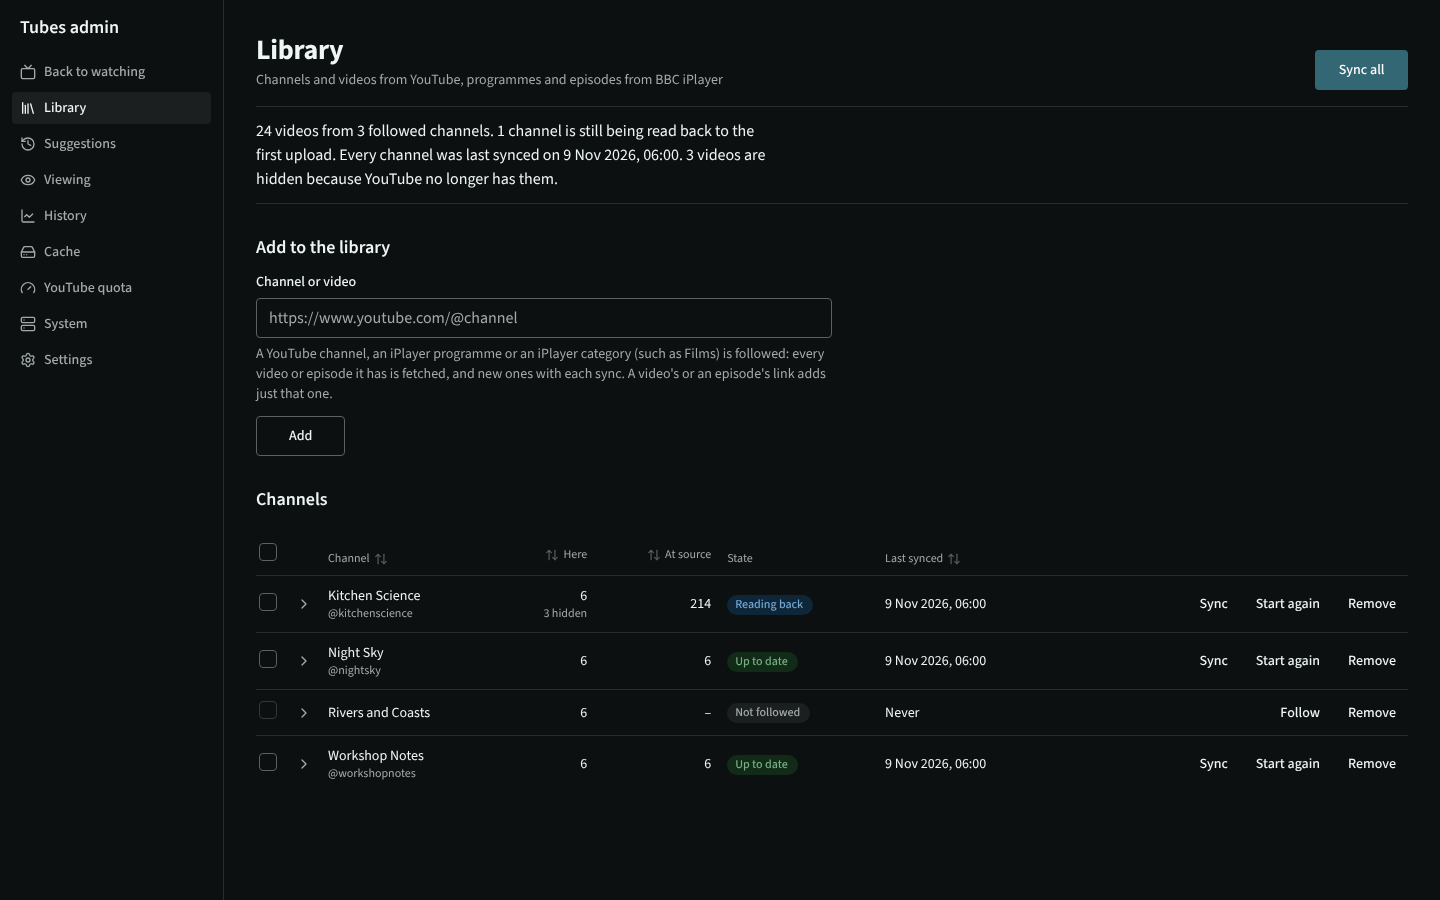 Tubes admin
Back to watching
Library
Suggestions
Viewing
History
Cache
YouTube quota
System
Settings
Library
Channels and videos from YouTube, programmes and episodes from BBC iPlayer
Sync all
24 videos from 3 followed channels. 1 channel is still being read back to the
first upload. Every channel was last synced on 9 Nov 2026, 06:00. 3 videos are
hidden because YouTube no longer has them.
Add to the library
Channel or video
https://www.youtube.com/@channel
A YouTube channel, an iPlayer programme or an iPlayer category (such as Films) is followed: every
video or episode it has is fetched, and new ones with each sync. A video's or an episode's link adds
just that one.
Add
Channels
Channel Here At source State Last synced
Kitchen Science 6 214 Reading back 9 Nov 2026, 06:00 Sync Start again Remove
@kitchenscience 3 hidden
Night Sky 6 6 Up to date 9 Nov 2026, 06:00 Sync Start again Remove
@nightsky
Rivers and Coasts 6 – Not followed Never Follow Remove
Workshop Notes 6 6 Up to date 9 Nov 2026, 06:00 Sync Start again Remove
@workshopnotes